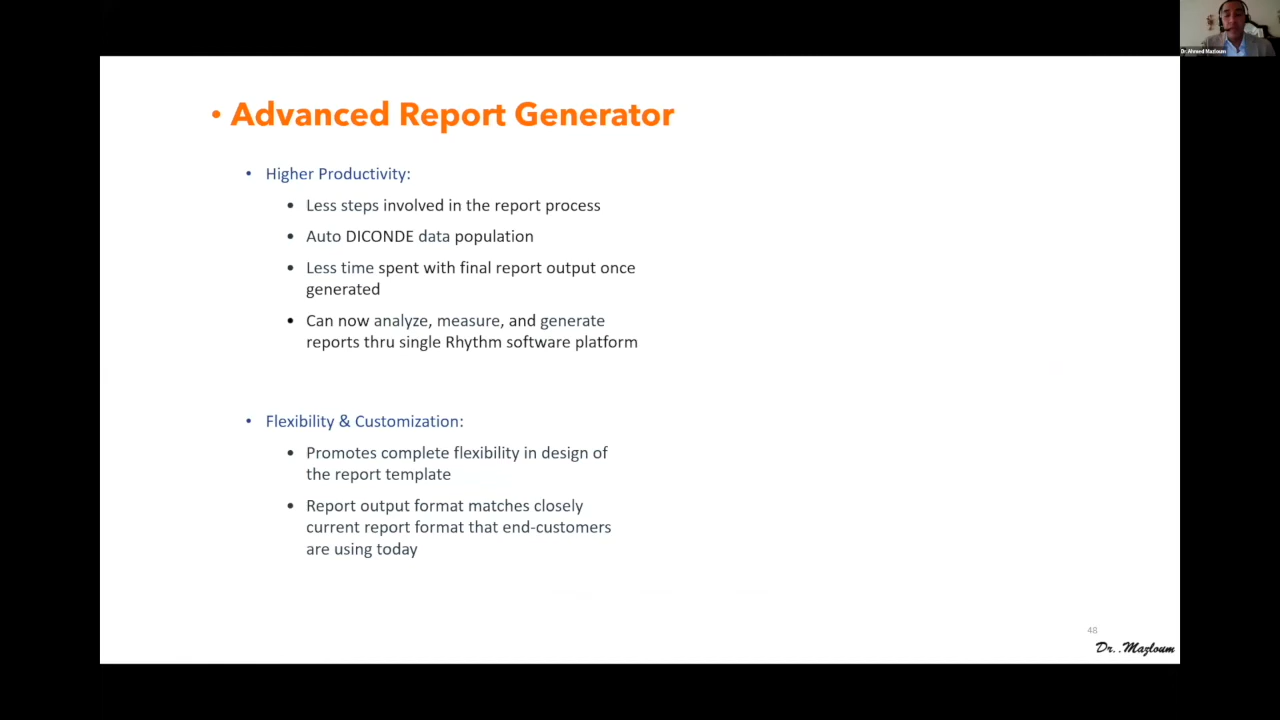 Dr. Ahmed Mazloum
• Advanced Report Generator
• Higher Productivity:
• Less steps involved in the report process
• Auto DICONDE data population
• Less time spent with final report output once
generated
• Can now analyze, measure, and generate
reports thru single Rhythm software platform
• Flexibility & Customization:
• Promotes complete flexibility in design of
the report template
• Report output format matches closely
current report format that end-customers
are using today
48
Dr. . Mazloum